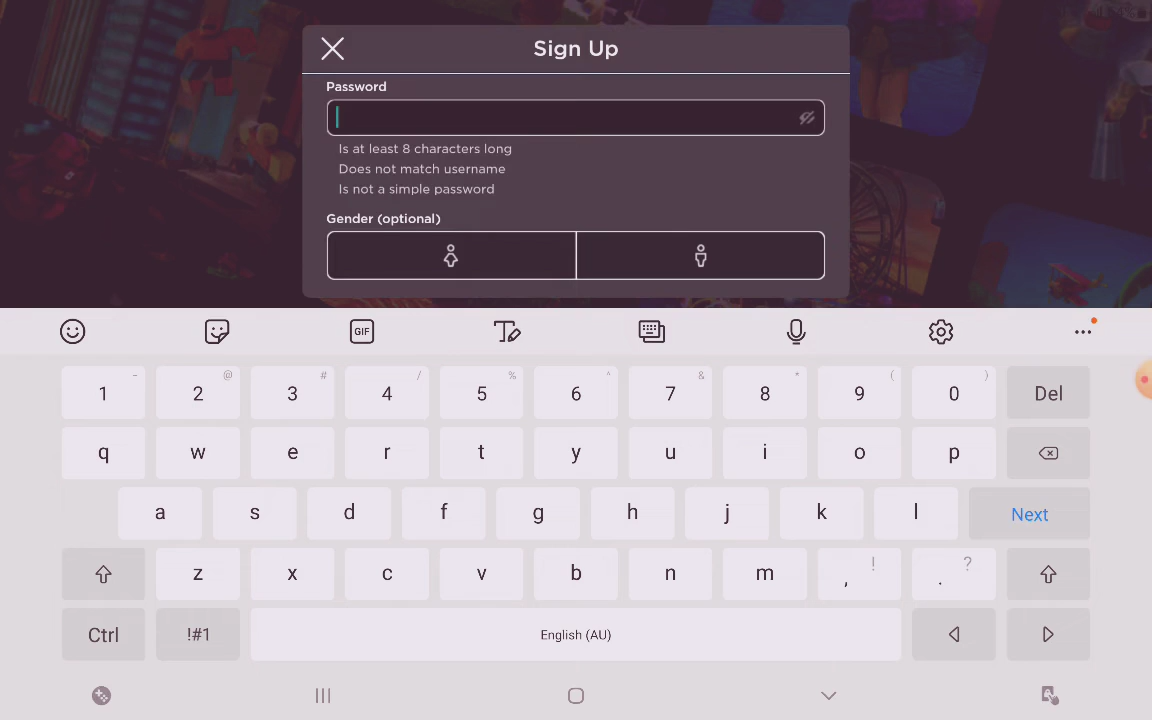 Sign Up
Password
Is at least 8 characters long
Does not match username
Is not a simple password
Gender (optional)
GIF
- @ # / % ^ & * ( )
1 2 3 4 5 6 7 8 9 0 Del
q w e r t y u i o p
a s d f g h j k l Next
z x c v b n m , ! . ?
Ctrl !#1 English (AU)